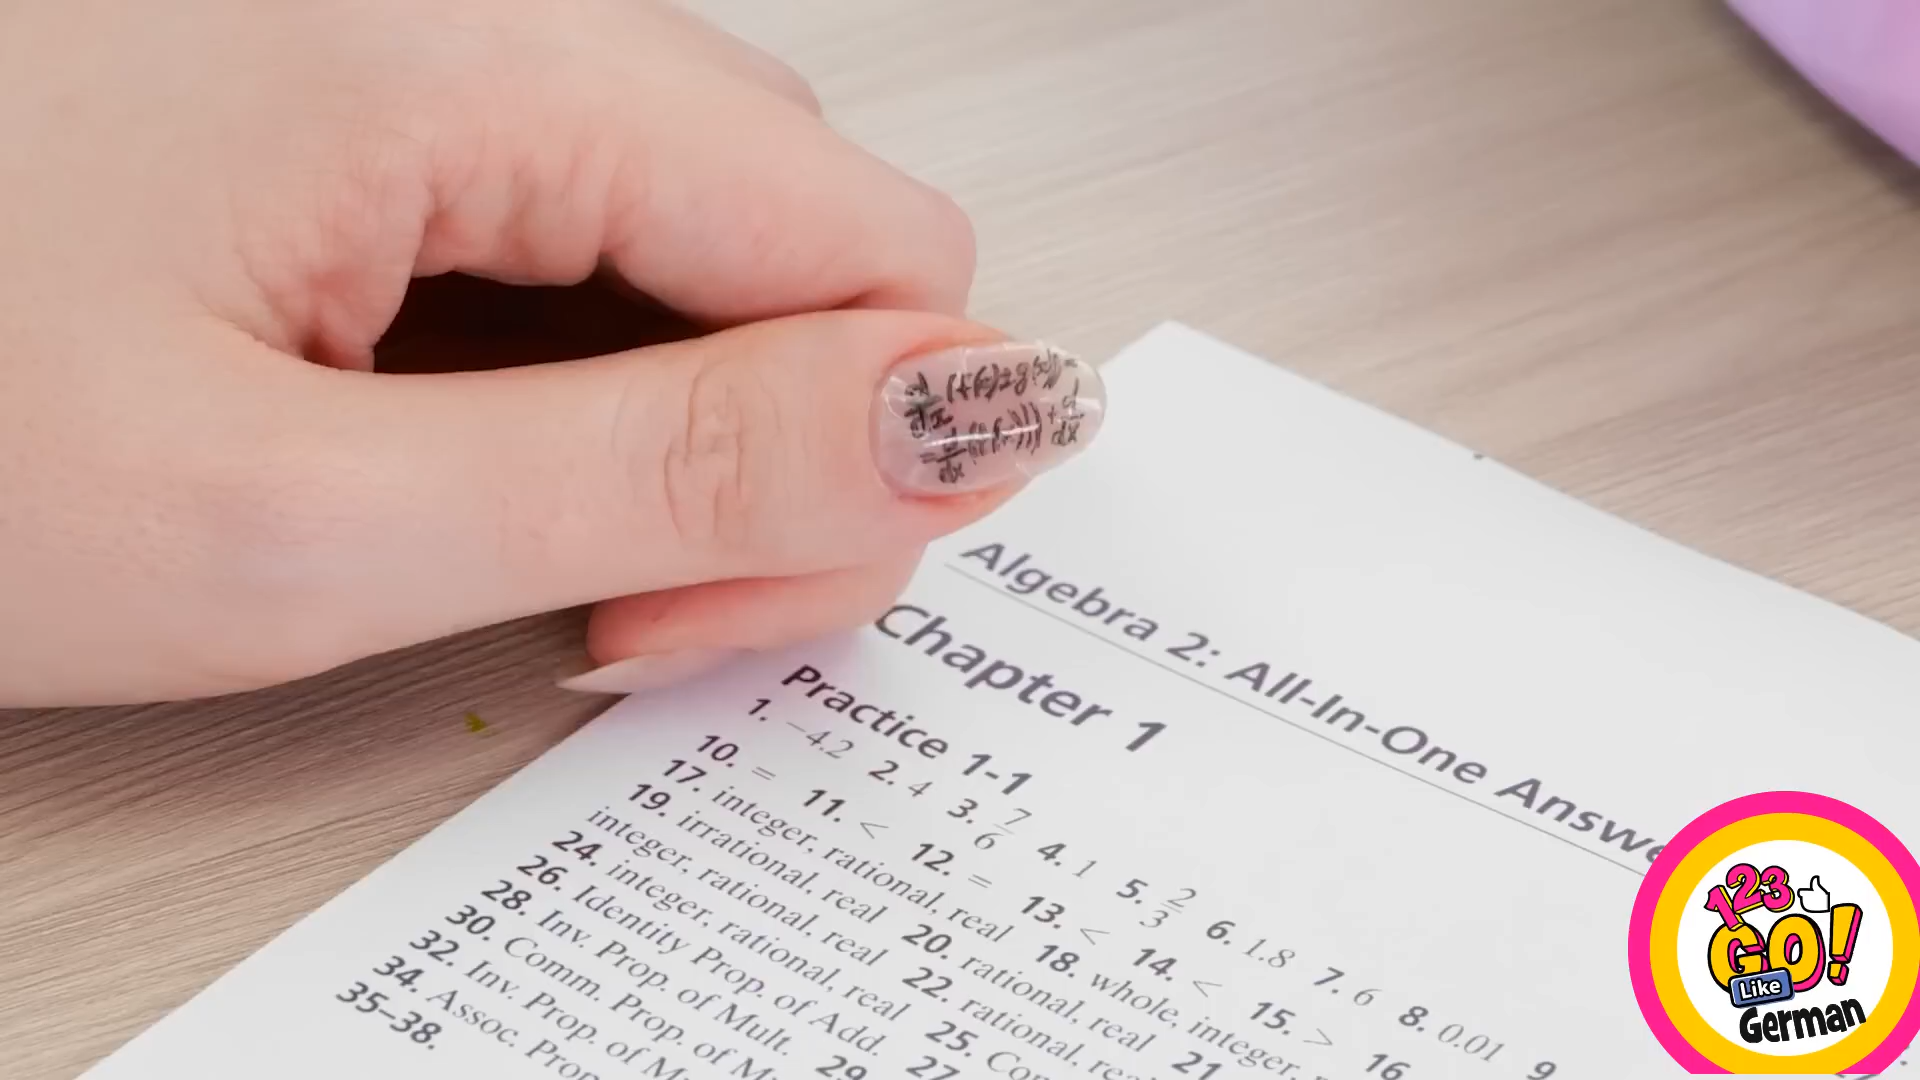 Algebra 2: All-In-One Answe
Chapter 1
Practice 1-1
1. −4.2 2. 4 3. 7/6 4. 1 5. 2/3 6. 1.8 7. 6 8. 0.01 9
10. = 11. < 12. = 13. < 14. < 15. > 16
17. integer, rational, real 18. whole, integer,
19. irrational, real 20. rational, real 21
integer, rational, real 22. rational,
24. integer, rational, real 25.
26. Identity Prop. of Add. 27
28. Inv. Prop. of Mult. 29
30. Comm. Prop. of
32. Inv. Prop. of
34. Assoc.
35–38.
123
GO!
Like
German